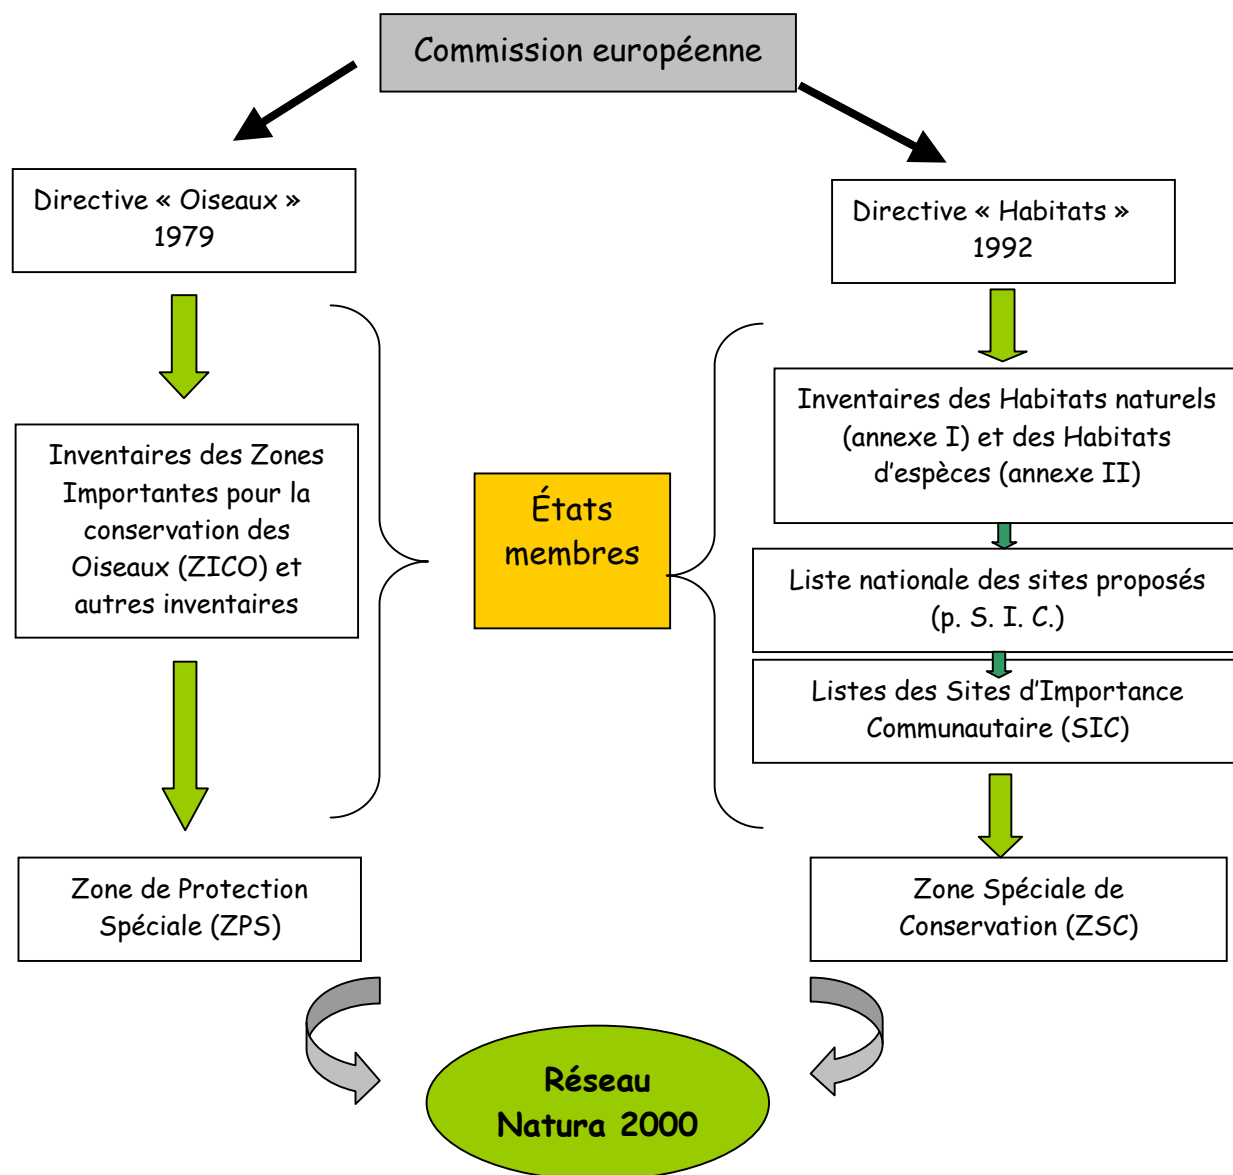 Commission européenne
Directive « Oiseaux »
1979
Directive « Habitats »
1992
Inventaires des Zones
Importantes pour la
conservation des
Oiseaux (ZICO) et
autres inventaires
États
membres
Inventaires des Habitats naturels
(annexe I) et des Habitats
d'espèces (annexe II)
Liste nationale des sites proposés
(p. S. I. C.)
Listes des Sites d'Importance
Communautaire (SIC)
Zone de Protection
Spéciale (ZPS)
Zone Spéciale de
Conservation (ZSC)
Réseau
Natura 2000